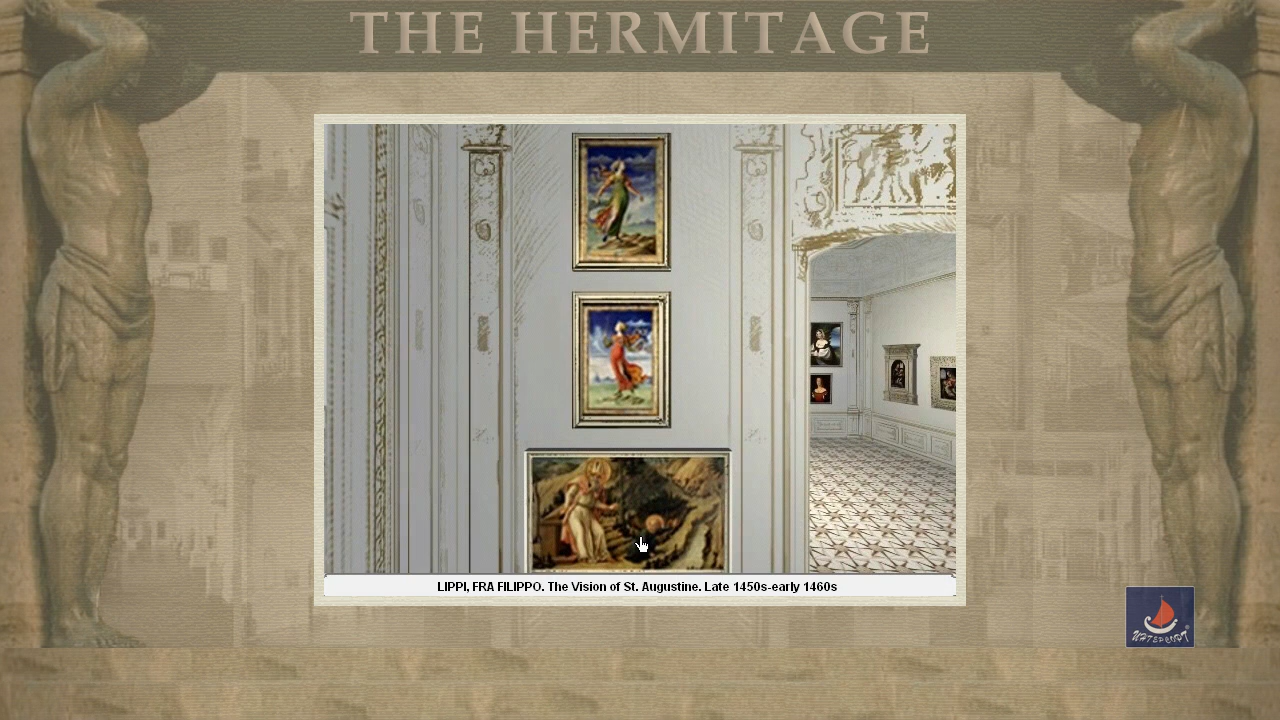 THE HERMITAGE
LIPPI, FRA FILIPPO. The Vision of St. Augustine. Late 1450s-early 1460s